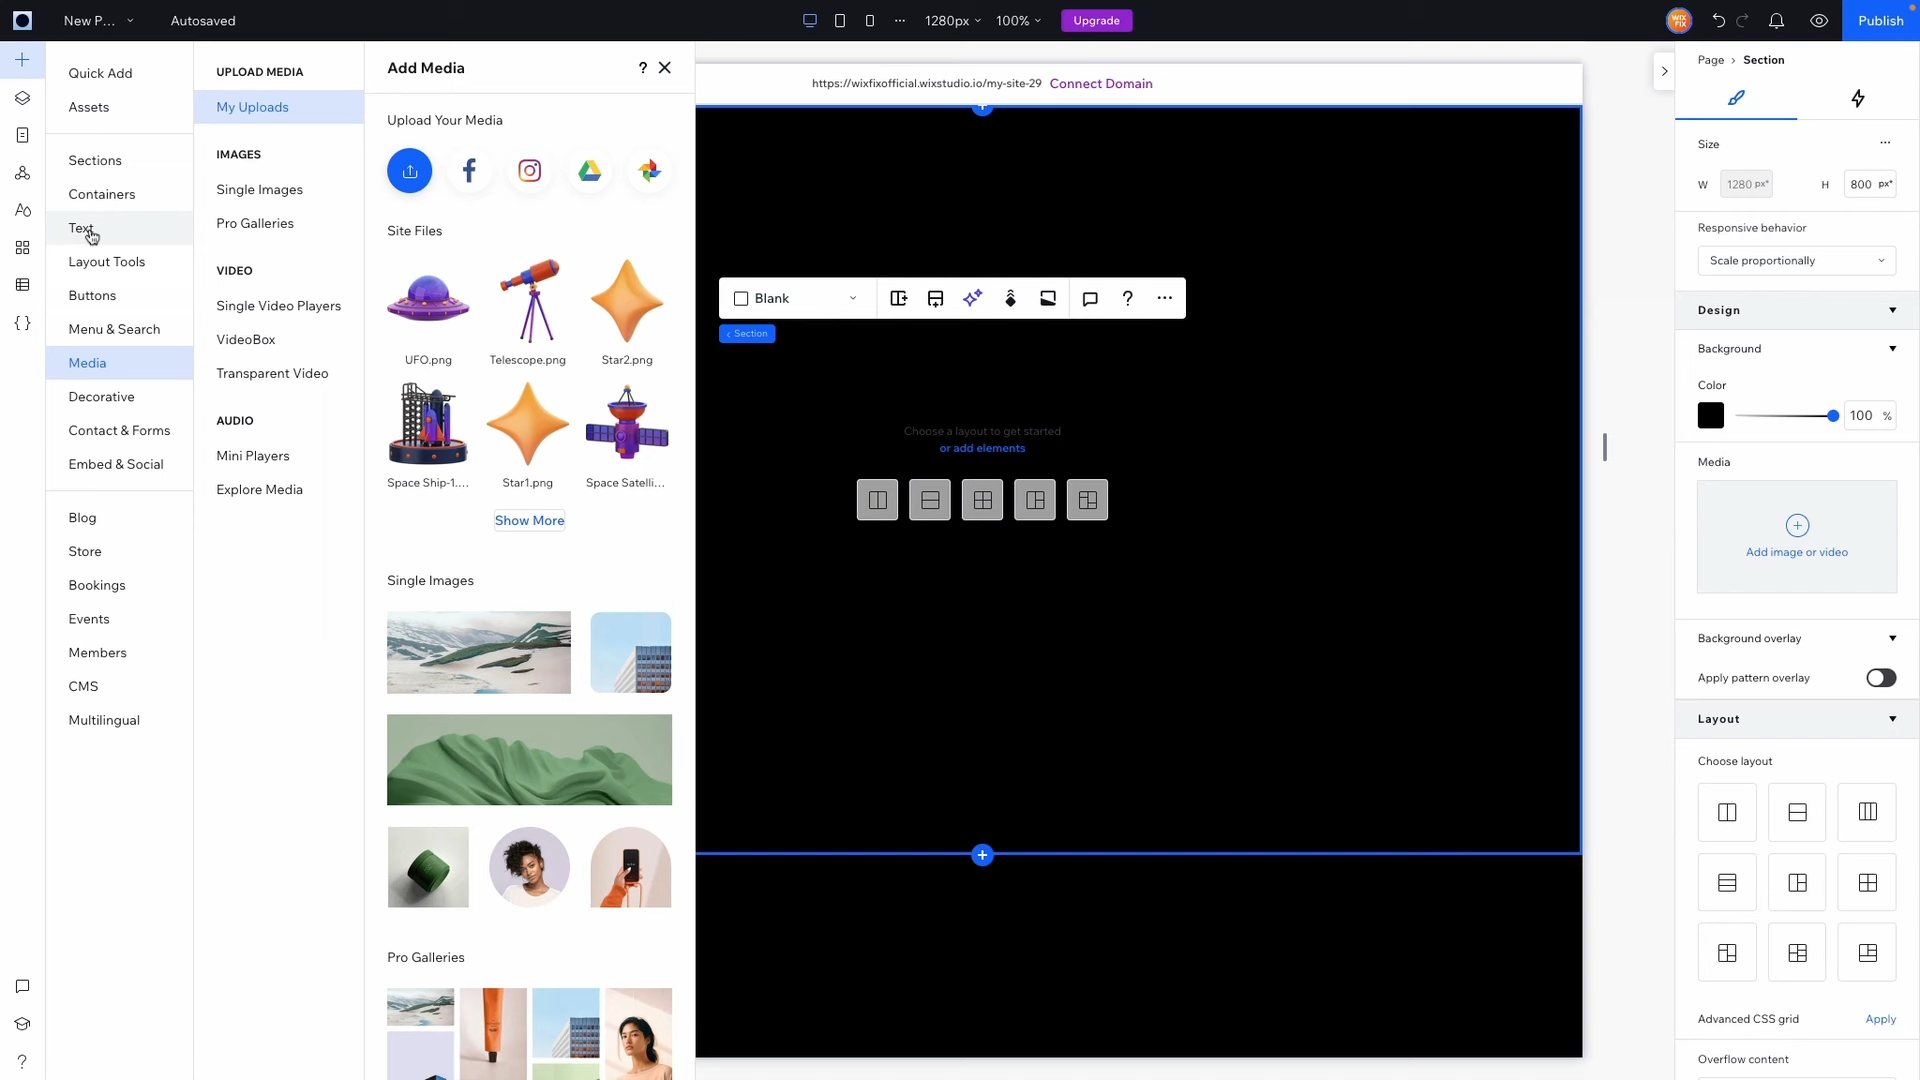 New P...
Autosaved
1280px
100%
Upgrade
WIX
FIX
Publish
Quick Add
Assets
Sections
Containers
Text
Layout Tools
Buttons
Menu & Search
Media
Decorative
Contact & Forms
Embed & Social
Blog
Store
Bookings
Events
Members
CMS
Multilingual
UPLOAD MEDIA
My Uploads
IMAGES
Single Images
Pro Galleries
VIDEO
Single Video Players
VideoBox
Transparent Video
AUDIO
Mini Players
Explore Media
Add Media
?
Upload Your Media
Site Files
UFO.png
Telescope.png
Star2.png
Space Ship-1....
Star1.png
Space Satelli...
Show More
Single Images
Pro Galleries
https://wixfixofficial.wixstudio.io/my-site-29 Connect Domain
Blank
?
< Section
Choose a layout to get started
or add elements
Page > Section
Size
W 1280 px*
H 800 px*
Responsive behavior
Scale proportionally
Design
Background
Color
100 %
Media
Add image or video
Background overlay
Apply pattern overlay
Layout
Choose layout
Advanced CSS grid Apply
Overflow content
?